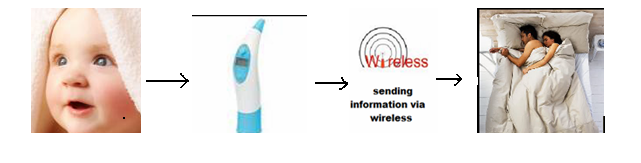 Wireless
sending
information via
wireless